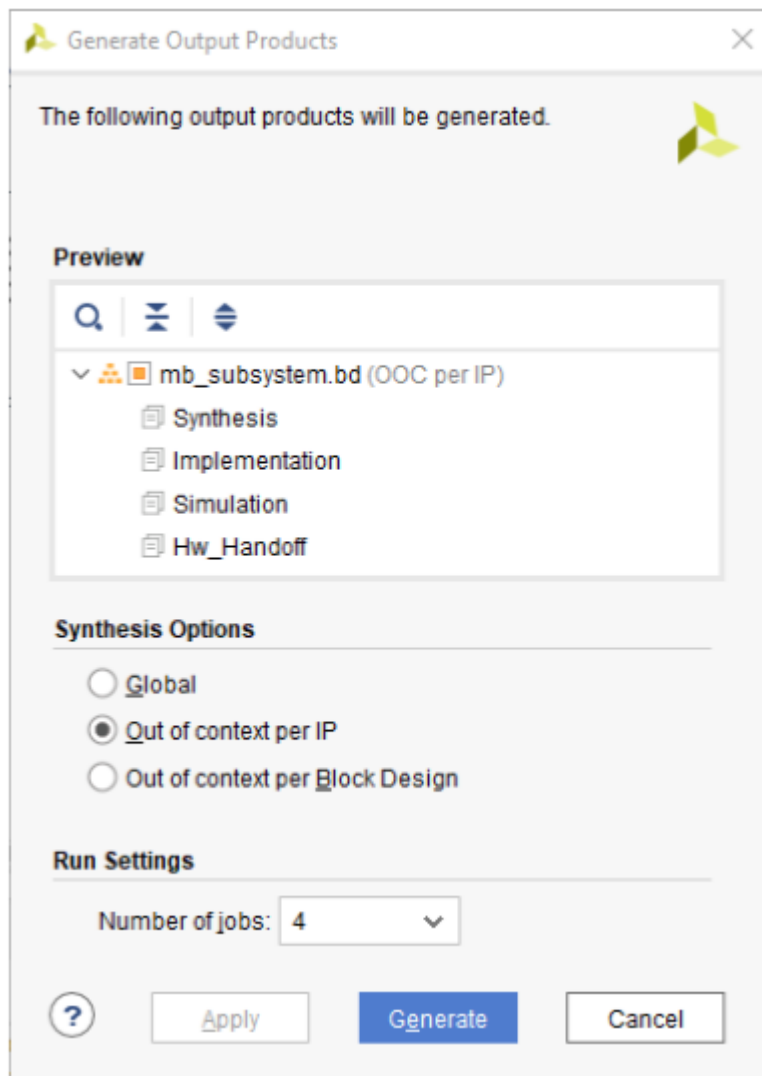 Generate Output Products
The following output products will be generated.
Preview
mb_subsystem.bd (OOC per IP)
Synthesis
Implementation
Simulation
Hw_Handoff
Synthesis Options
Global
Out of context per IP
Out of context per Block Design
Run Settings
Number of jobs: 4
? Apply Generate Cancel